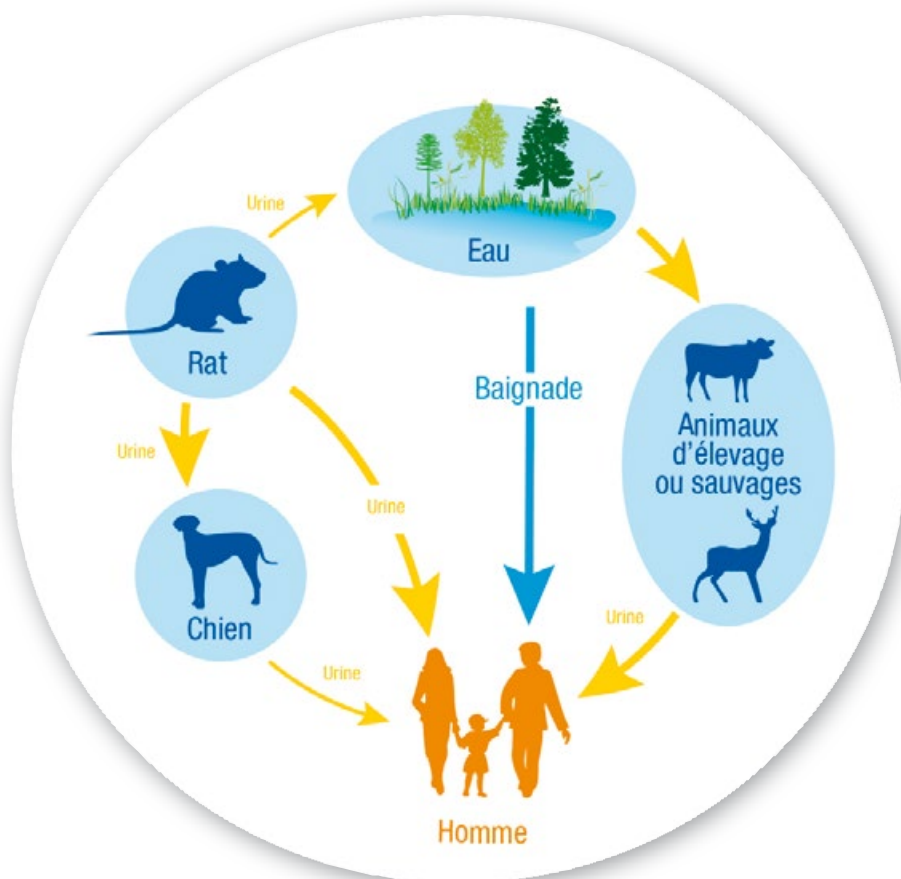 Urine
Eau
Rat
Baignade
Urine
Animaux
d'élevage
ou sauvages
Urine
Chien
Urine
Urine
Homme